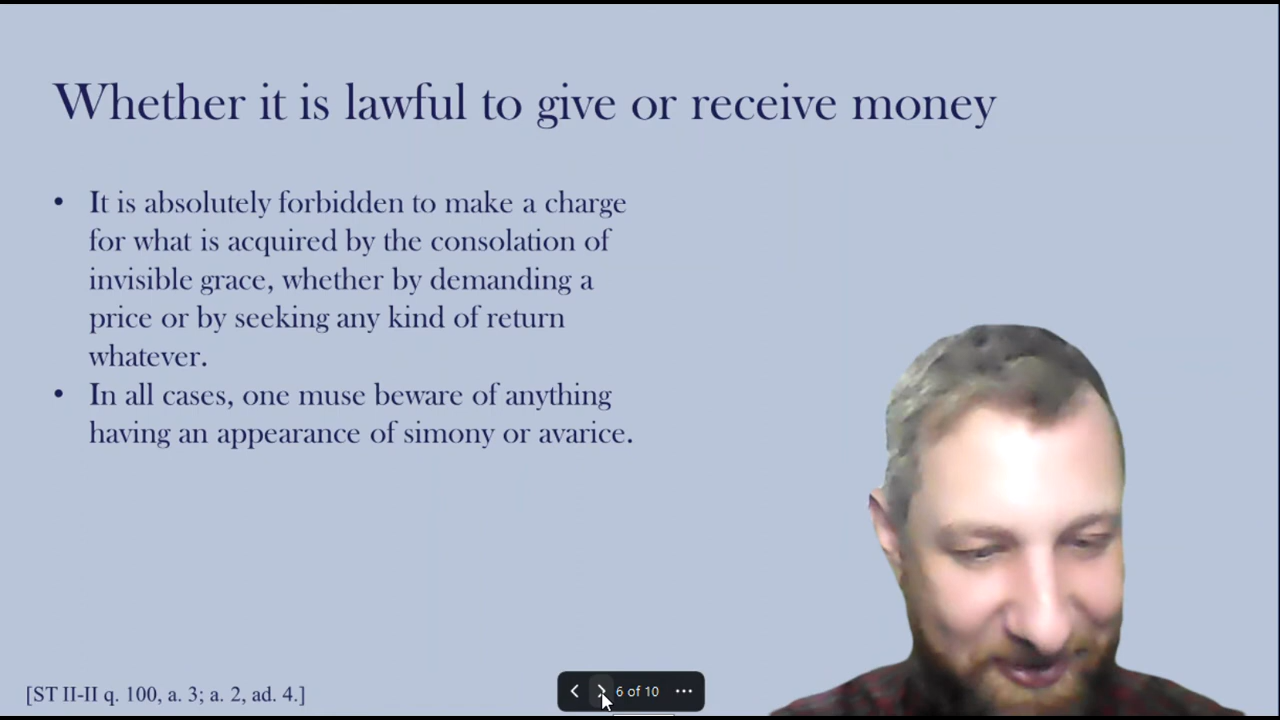 Whether it is lawful to give or receive money
• It is absolutely forbidden to make a charge
for what is acquired by the consolation of
invisible grace, whether by demanding a
price or by seeking any kind of return
whatever.
• In all cases, one muse beware of anything
having an appearance of simony or avarice.
[ST II-II q. 100, a. 3; a. 2, ad. 4.]
6 of 10